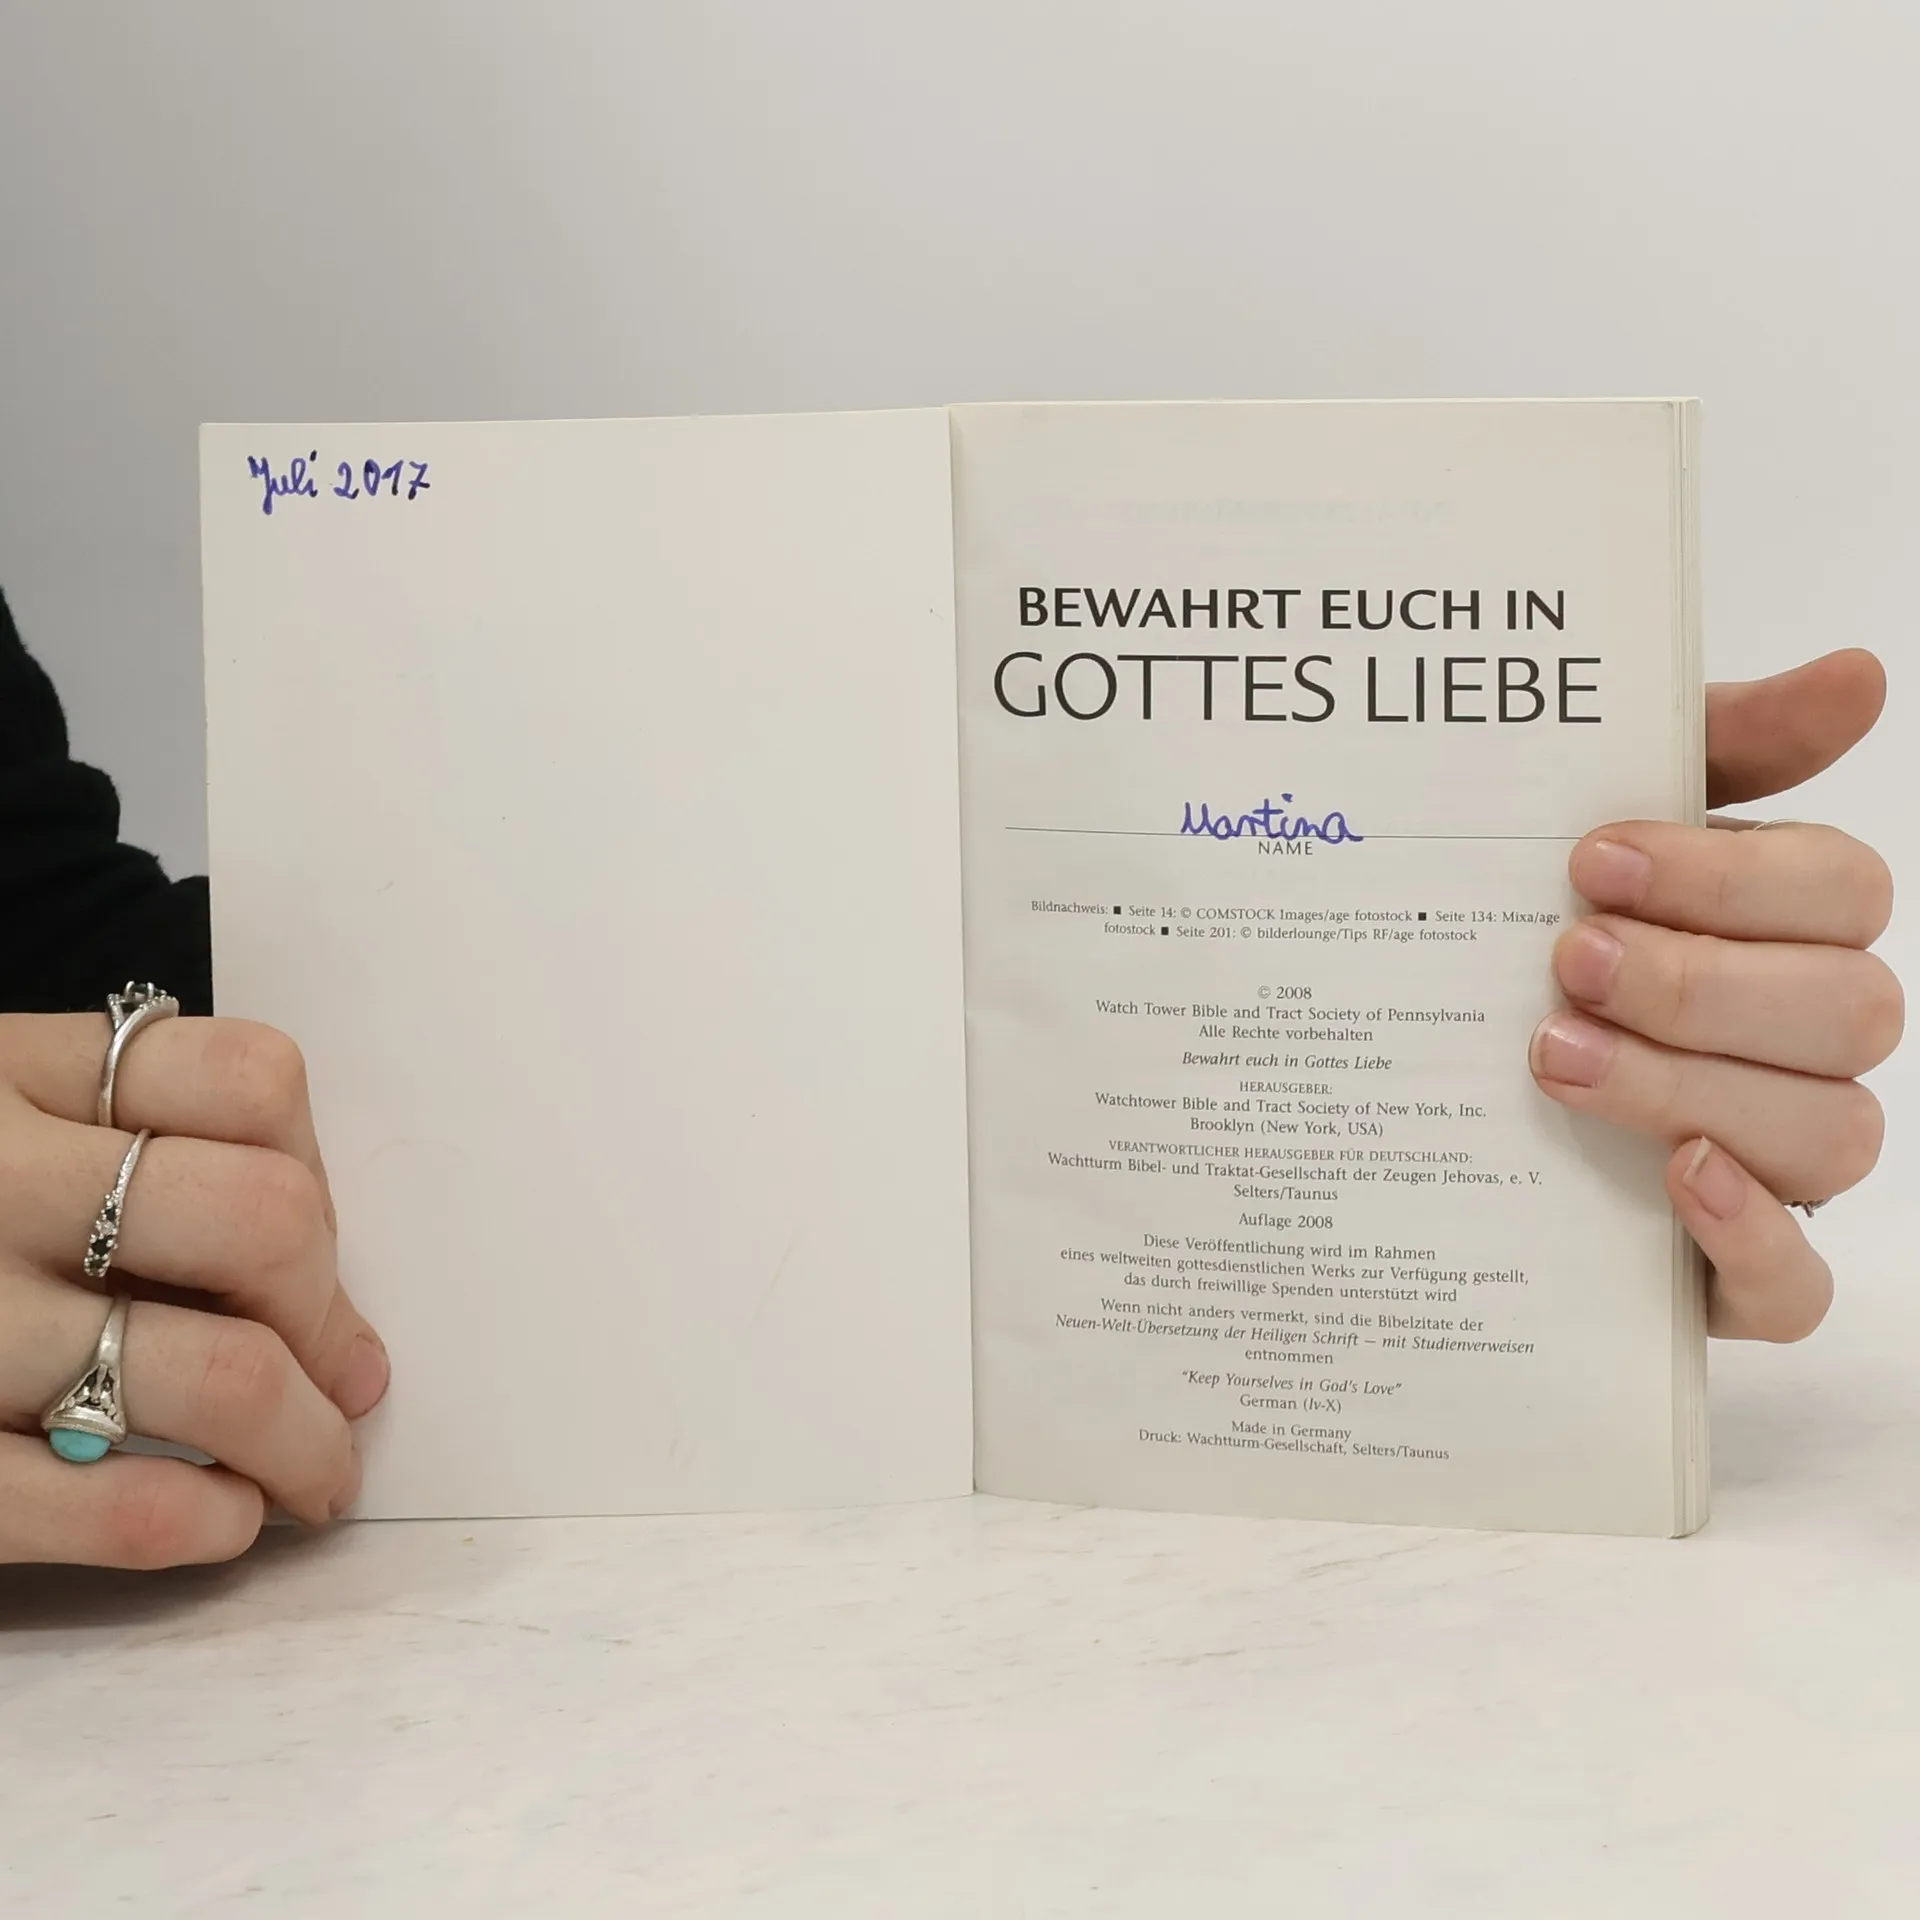 Juli 2017
BEWAHRT EUCH IN
GOTTES LIEBE
Martina
NAME
Bildnachweis: ■ Seite 14: © COMSTOCK Images/age fotostock ■ Seite 134: Mixa/age
fotostock ■ Seite 201: © bilderlounge/Tips RF/age fotostock
© 2008
Watch Tower Bible and Tract Society of Pennsylvania
Alle Rechte vorbehalten
Bewahrt euch in Gottes Liebe
HERAUSGEBER:
Watchtower Bible and Tract Society of New York, Inc.
Brooklyn (New York, USA)
VERANTWORTLICHER HERAUSGEBER FÜR DEUTSCHLAND:
Wachtturm Bibel- und Traktat-Gesellschaft der Zeugen Jehovas, e. V.
Selters/Taunus
Auflage 2008
Diese Veröffentlichung wird im Rahmen
eines weltweiten gottesdienstlichen Werks zur Verfügung gestellt,
das durch freiwillige Spenden unterstützt wird
Wenn nicht anders vermerkt, sind die Bibelzitate der
Neuen-Welt-Übersetzung der Heiligen Schrift – mit Studienverweisen
entnommen
"Keep Yourselves in God's Love"
German (lv-X)
Made in Germany
Druck: Wachtturm-Gesellschaft, Selters/Taunus